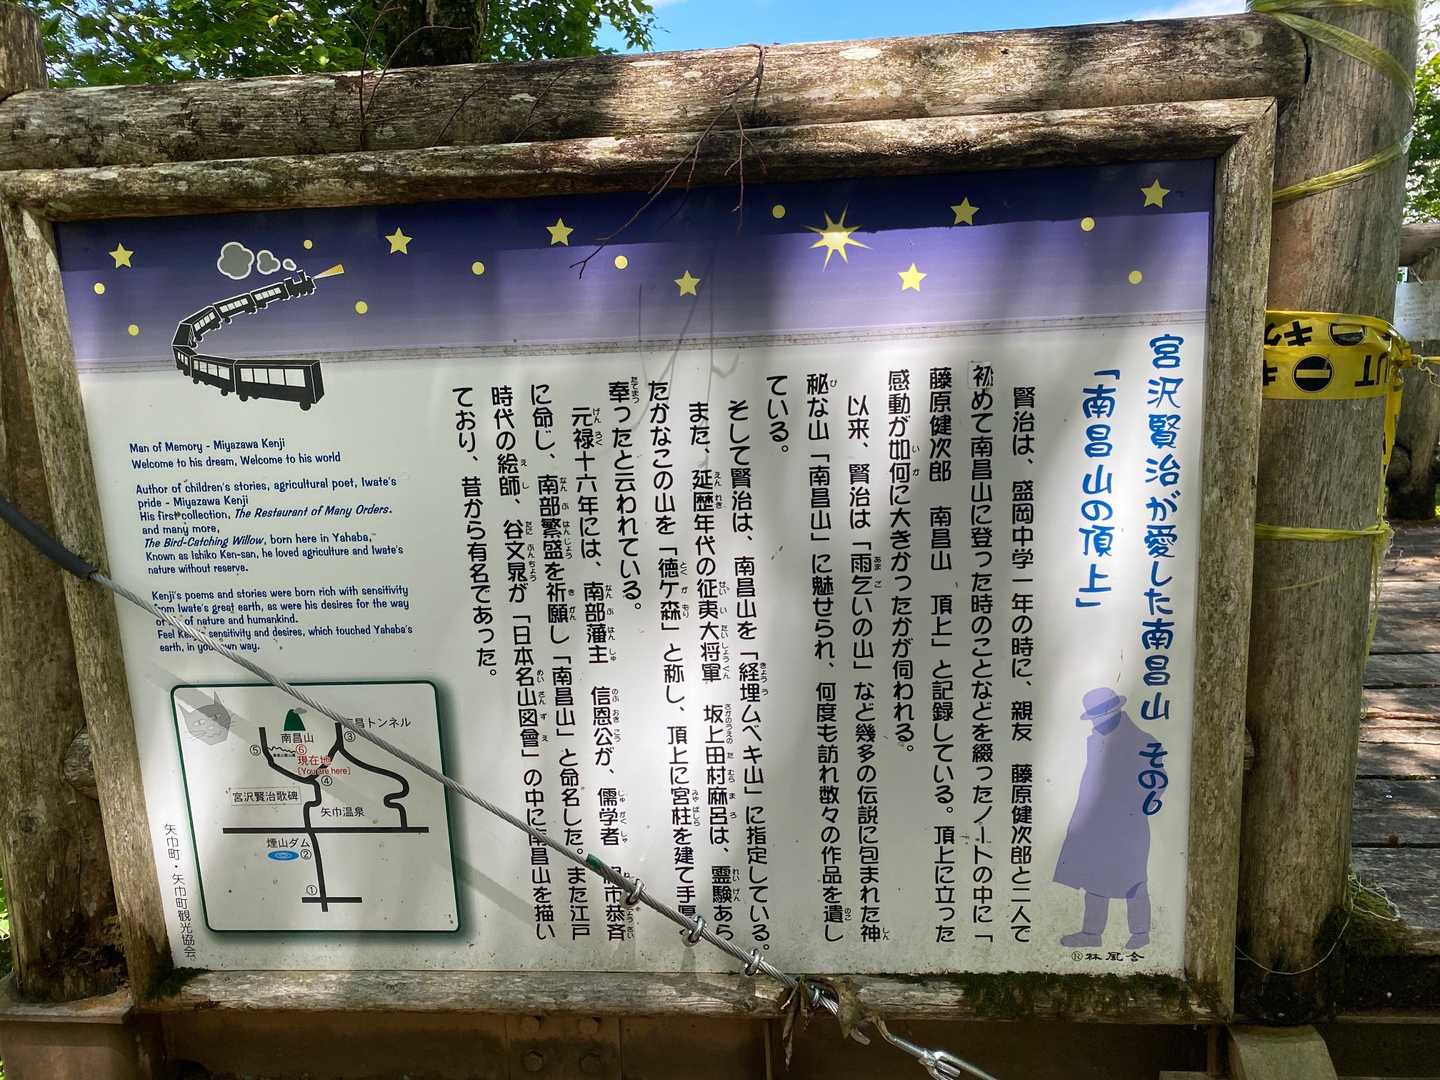 宮沢賢治が愛した南昌山 その6
「南昌山の頂上」
賢治は、盛岡中学一年の時に、親友 藤原健次郎と二人で
初めて南昌山に登った時のことなどを綴ったノートの中に「
藤原健次郎 南昌山 頂上」と記録している。頂上に立った
感動が如何に大きかったかが伺われる。
以来、賢治は「雨乞いの山」など幾多の伝説に包まれた神
秘な山「南昌山」に魅せられ、何度も訪れ数々の作品を遺し
ている。
そして賢治は、南昌山を「経埋ムベキ山」に指定している。
また、延歴年代の征夷大将軍 坂上田村麻呂は、霊験あら
たかなこの山を「徳ケ森」と称し、頂上に宮柱を建て手厚
奉ったと云われている。
元禄十六年には、南部藩主 信恩公が、儒学者 市恭斉
に命じ、南部繁盛を祈願し「南昌山」と命名した。また江戸
時代の絵師、谷文晁が「日本名山図會」の中に南昌山を描い
ており、昔から有名であった。
Man of Memory - Miyazawa Kenji
Welcome to his dream, Welcome to his world
Author of children's stories, agricultural poet, Iwate's
pride - Miyazawa Kenji
His first collection, The Restaurant of Many Orders.
and many more,
The Bird-Catching Willow, born here in Yahaba,
Known as Ishiko Ken-san, he loved agriculture and Iwate's
nature without reserve.
Kenji's poems and stories were born rich with sensitivity
from Iwate's great earth, as were his desires for the way
of nature and humankind.
Feel Kenji's sensitivity and desires, which touched Yahaba's
earth, in your own way.
昌トンネル
南昌山
③
⑤
⑥
現在地
(You are here)
④
宮沢賢治歌碑
矢巾温泉
煙山ダム
②
①
矢巾町・矢巾町観光協会
Ⓡ林風舎